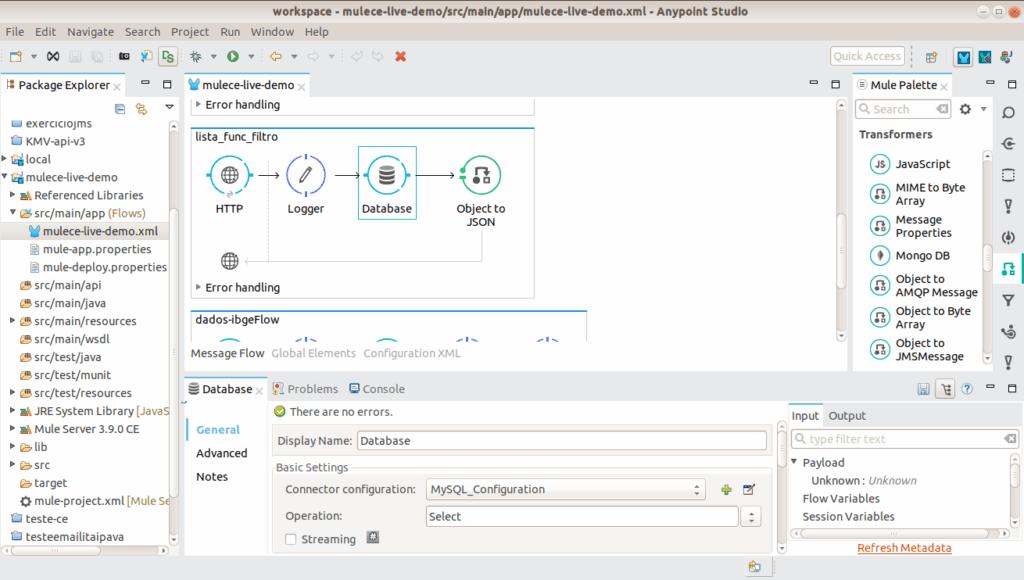 workspace - mulece-live-demo/src/main/app/mulece-live-demo.xml - Anypoint Studio
File Edit Navigate Search Project Run Window Help
Quick Access
Package Explorer
exerciciojms
KMV-api-v3
local
mulece-live-demo
Referenced Libraries
src/main/app (Flows)
mulece-live-demo.xml
mule-app.properties
mule-deploy.properties
src/main/api
src/main/java
src/main/resources
src/main/wsdl
src/test/java
src/test/munit
src/test/resources
JRE System Library [JavaS
Mule Server 3.9.0 CE
lib
src
target
mule-project.xml [Mule Se
teste-ce
testeemailitaipava
mulece-live-demo
Error handling
lista_func_filtro
HTTP
Logger
Database
Object to
JSON
Error handling
dados-ibgeFlow
Message Flow Global Elements Configuration XML
Mule Palette
Search
Transformers
JS JavaScript
MIME to Byte
Array
Message
Properties
Mongo DB
Object to
AMQP Message
Object to Byte
Array
Object to
JMSMessage
Database Problems Console
General
Advanced
Notes
There are no errors.
Display Name: Database
Basic Settings
Connector configuration: MySQL_Configuration
Operation: Select
Streaming #
Input Output
type filter text
Payload
Unknown : Unknown
Flow Variables
Session Variables
Refresh Metadata